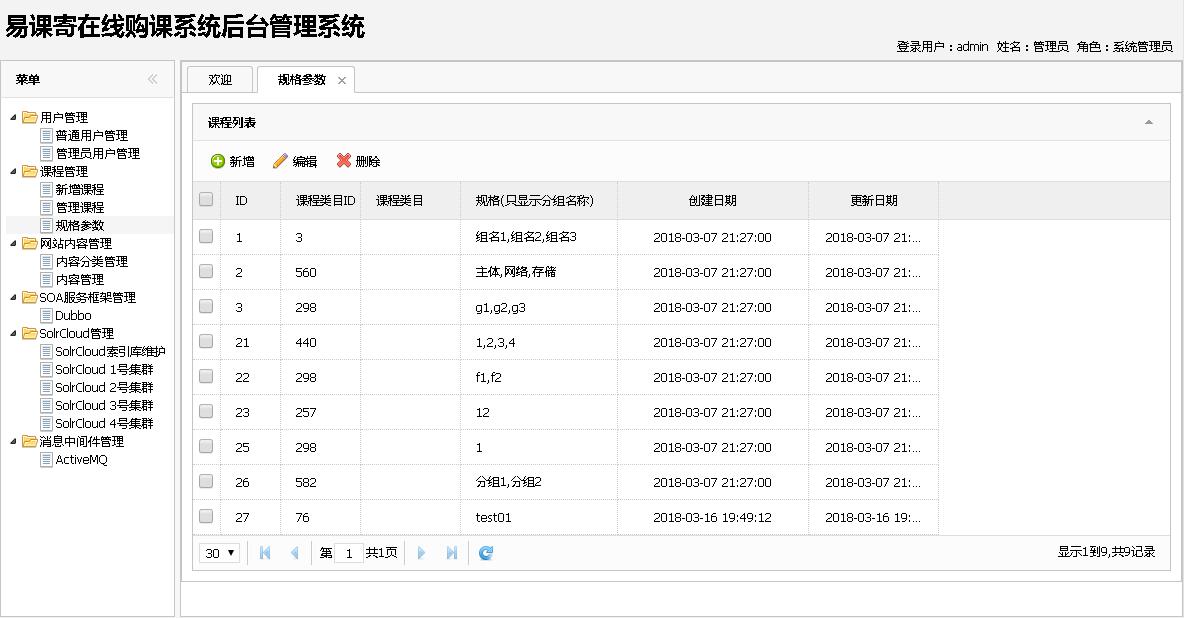 易课寄在线购课系统后台管理系统
登录用户：admin 姓名：管理员 角色：系统管理员
菜单
用户管理
普通用户管理
管理员用户管理
课程管理
新增课程
管理课程
规格参数
网站内容管理
内容分类管理
内容管理
SOA服务框架管理
Dubbo
SolrCloud管理
SolrCloud索引库维护
SolrCloud 1号集群
SolrCloud 2号集群
SolrCloud 3号集群
SolrCloud 4号集群
消息中间件管理
ActiveMQ
欢迎 规格参数
课程列表
新增 编辑 删除
ID 课程类目ID 课程类目 规格(只显示分组名称) 创建日期 更新日期
1 3 组名1,组名2,组名3 2018-03-07 21:27:00 2018-03-07 21:...
2 560 主体,网络,存储 2018-03-07 21:27:00 2018-03-07 21:...
3 298 g1,g2,g3 2018-03-07 21:27:00 2018-03-07 21:...
21 440 1,2,3,4 2018-03-07 21:27:00 2018-03-07 21:...
22 298 f1,f2 2018-03-07 21:27:00 2018-03-07 21:...
23 257 12 2018-03-07 21:27:00 2018-03-07 21:...
25 298 1 2018-03-07 21:27:00 2018-03-07 21:...
26 582 分组1,分组2 2018-03-07 21:27:00 2018-03-07 21:...
27 76 test01 2018-03-16 19:49:12 2018-03-16 19:...
30 第 1 共1页 显示1到9,共9记录